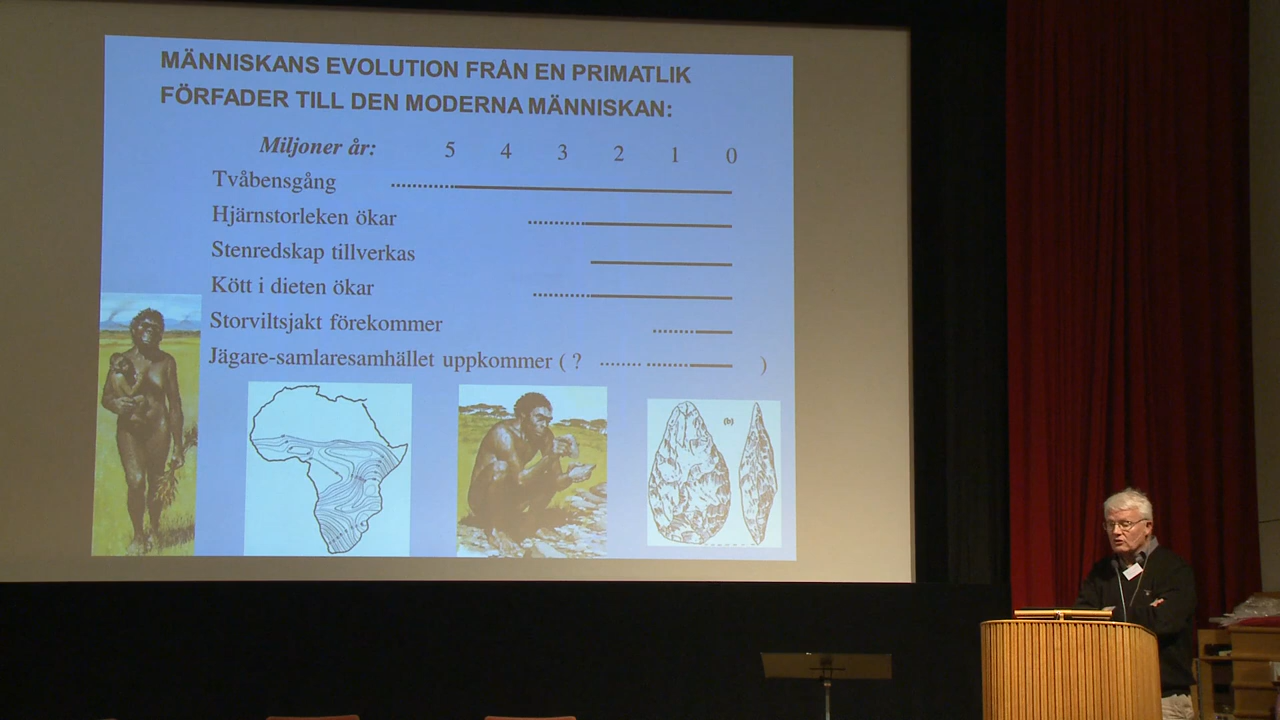 MÄNNISKANS EVOLUTION FRÅN EN PRIMATLIK
FÖRFADER TILL DEN MODERNA MÄNNISKAN:
Miljoner år: 5 4 3 2 1 0
Tvåbensgång
Hjärnstorleken ökar
Stenredskap tillverkas
Kött i dieten ökar
Storviltsjakt förekommer
Jägare-samlaresamhället uppkommer ( ? )
(b)